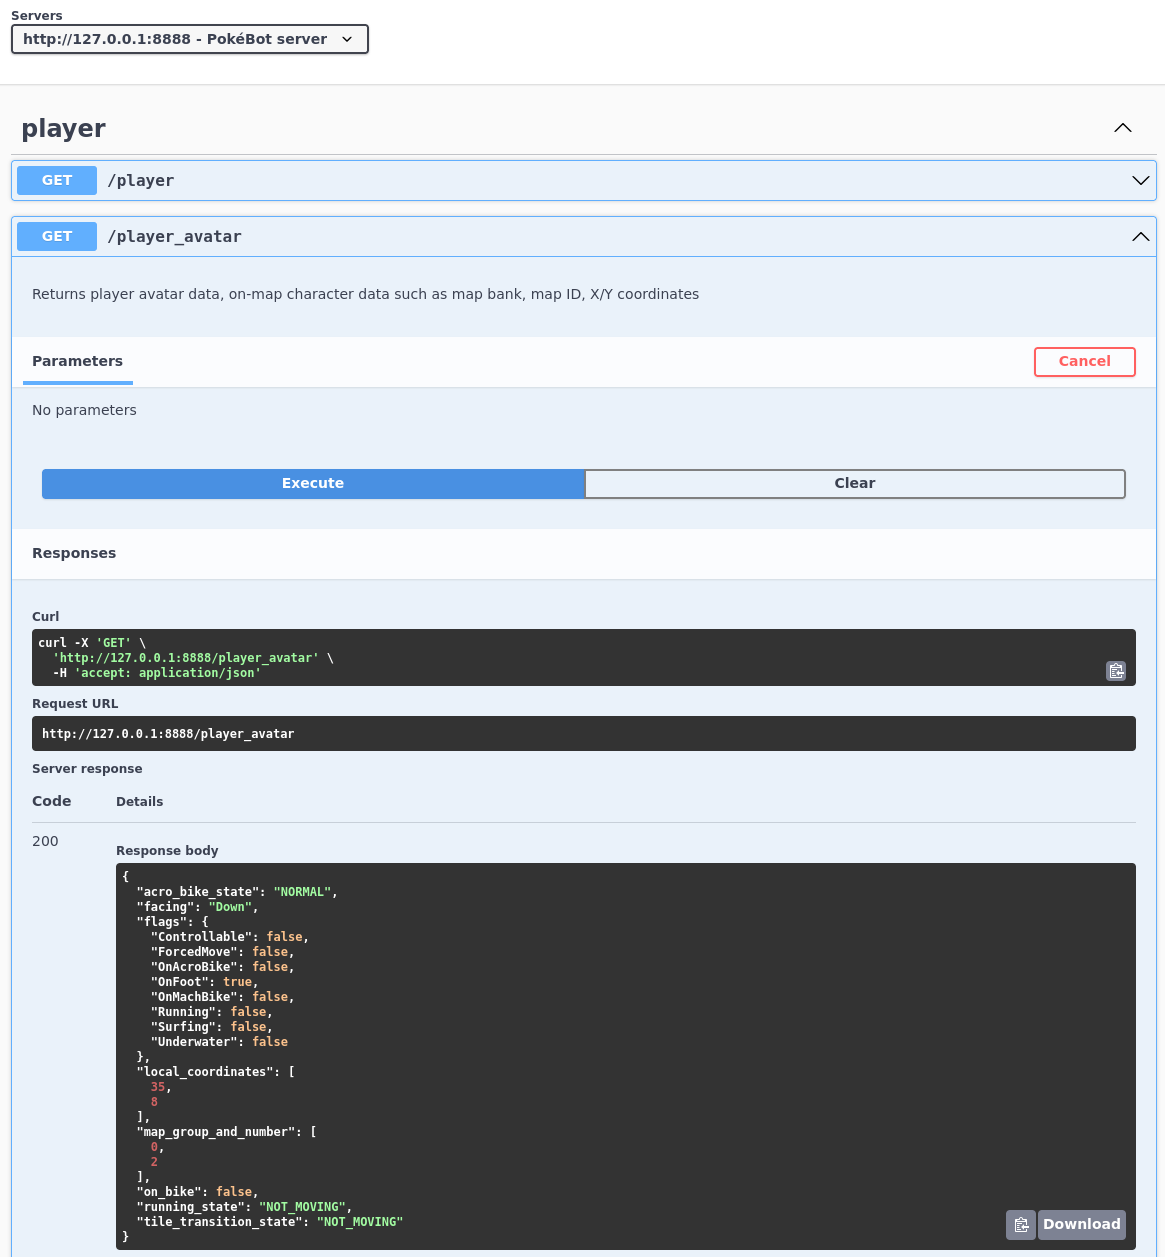 Servers
http://127.0.0.1:8888 - PokéBot server
player
GET /player
GET /player_avatar
Returns player avatar data, on-map character data such as map bank, map ID, X/Y coordinates
Parameters
Cancel
No parameters
Execute
Clear
Responses
Curl
curl -X 'GET' \
  'http://127.0.0.1:8888/player_avatar' \
  -H 'accept: application/json'
Request URL
http://127.0.0.1:8888/player_avatar
Server response
Code Details
200
Response body
{
  "acro_bike_state": "NORMAL",
  "facing": "Down",
  "flags": {
    "Controllable": false,
    "ForcedMove": false,
    "OnAcroBike": false,
    "OnFoot": true,
    "OnMachBike": false,
    "Running": false,
    "Surfing": false,
    "Underwater": false
  },
  "local_coordinates": [
    35,
    8
  ],
  "map_group_and_number": [
    0,
    2
  ],
  "on_bike": false,
  "running_state": "NOT_MOVING",
  "tile_transition_state": "NOT_MOVING"
}
Download